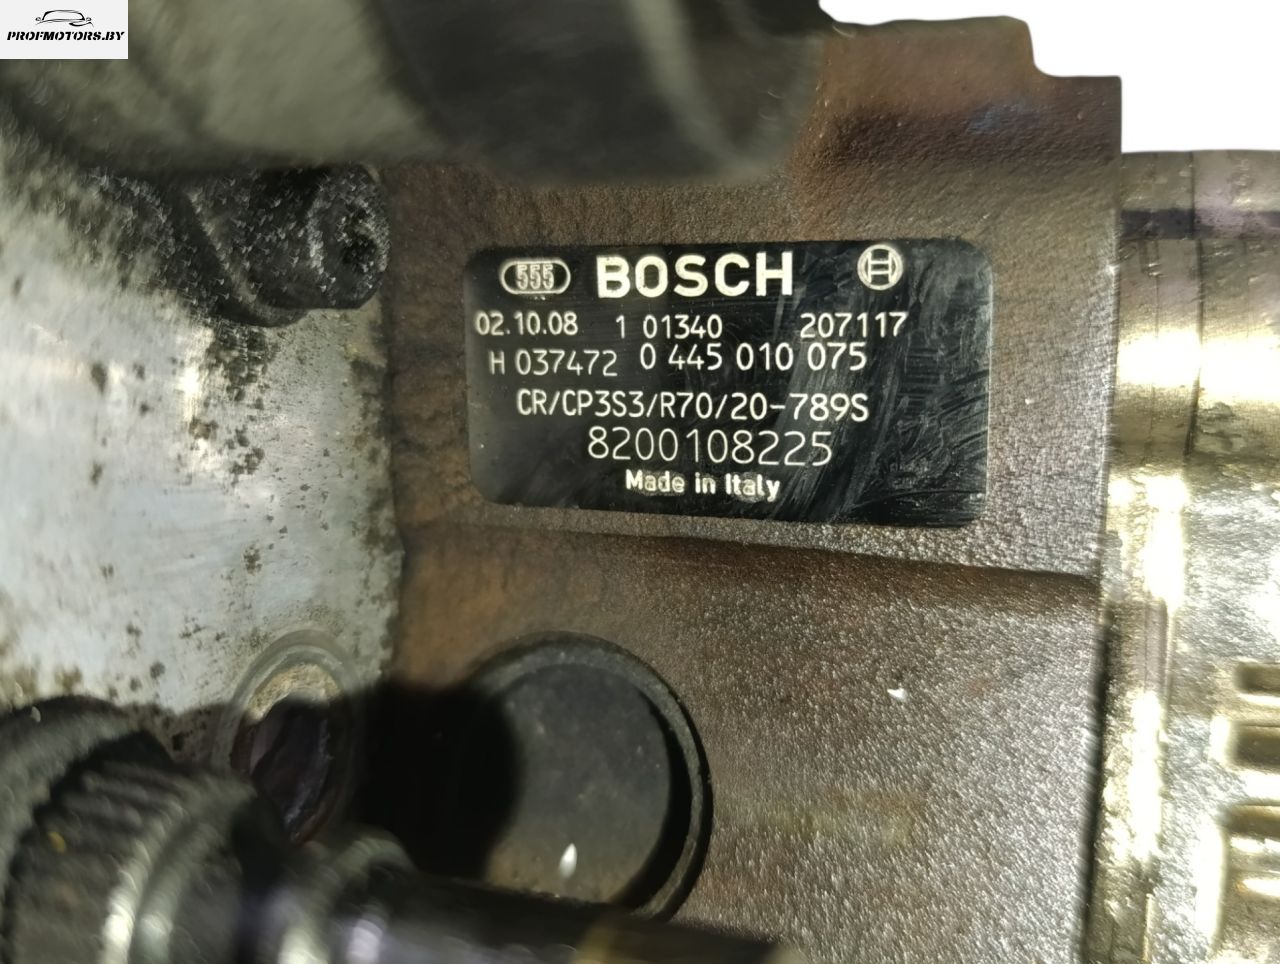 PROFMOTORS.BY
555 BOSCH
02.10.08 1 01340 207117
H 037472 0 445 010 075
CR/CP3S3/R70/20-789S
8200108225
Made in Italy